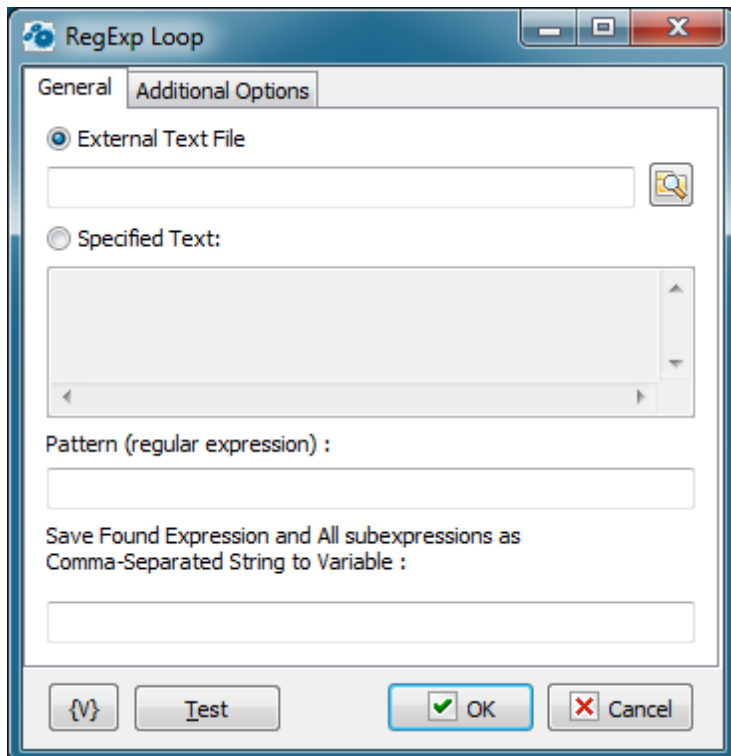 RegExp Loop
General Additional Options
External Text File
Specified Text:
Pattern (regular expression) :
Save Found Expression and All subexpressions as
Comma-Separated String to Variable :
{V} Test OK Cancel